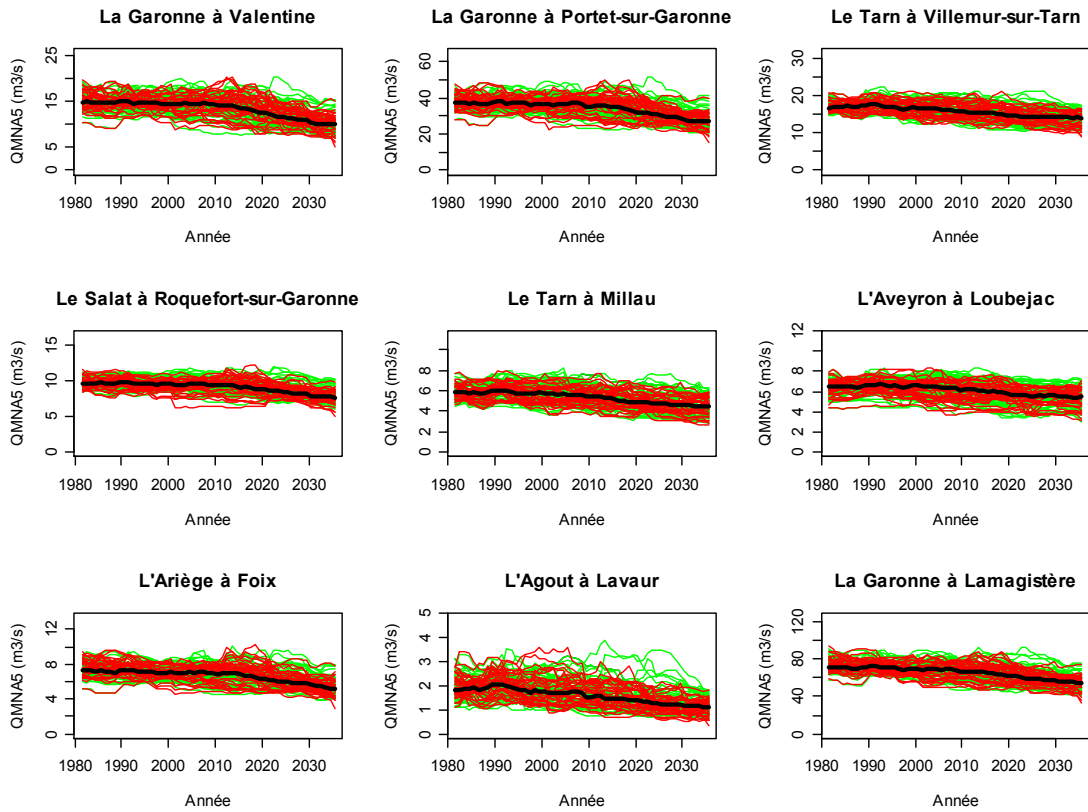 La Garonne à Valentine
QMNA5 (m3/s)
0 5 15 25
1980 1990 2000 2010 2020 2030
Année
La Garonne à Portet-sur-Garonne
QMNA5 (m3/s)
0 20 40 60
1980 1990 2000 2010 2020 2030
Année
Le Tarn à Villemur-sur-Tarn
QMNA5 (m3/s)
0 10 20 30
1980 1990 2000 2010 2020 2030
Année
Le Salat à Roquefort-sur-Garonne
QMNA5 (m3/s)
0 5 10 15
1980 1990 2000 2010 2020 2030
Année
Le Tarn à Millau
QMNA5 (m3/s)
0 2 4 6 8
1980 1990 2000 2010 2020 2030
Année
L'Aveyron à Loubejac
QMNA5 (m3/s)
0 4 8 12
1980 1990 2000 2010 2020 2030
Année
L'Ariège à Foix
QMNA5 (m3/s)
0 4 8 12
1980 1990 2000 2010 2020 2030
Année
L'Agout à Lavaur
QMNA5 (m3/s)
0 1 2 3 4 5
1980 1990 2000 2010 2020 2030
Année
La Garonne à Lamagistère
QMNA5 (m3/s)
0 40 80 120
1980 1990 2000 2010 2020 2030
Année